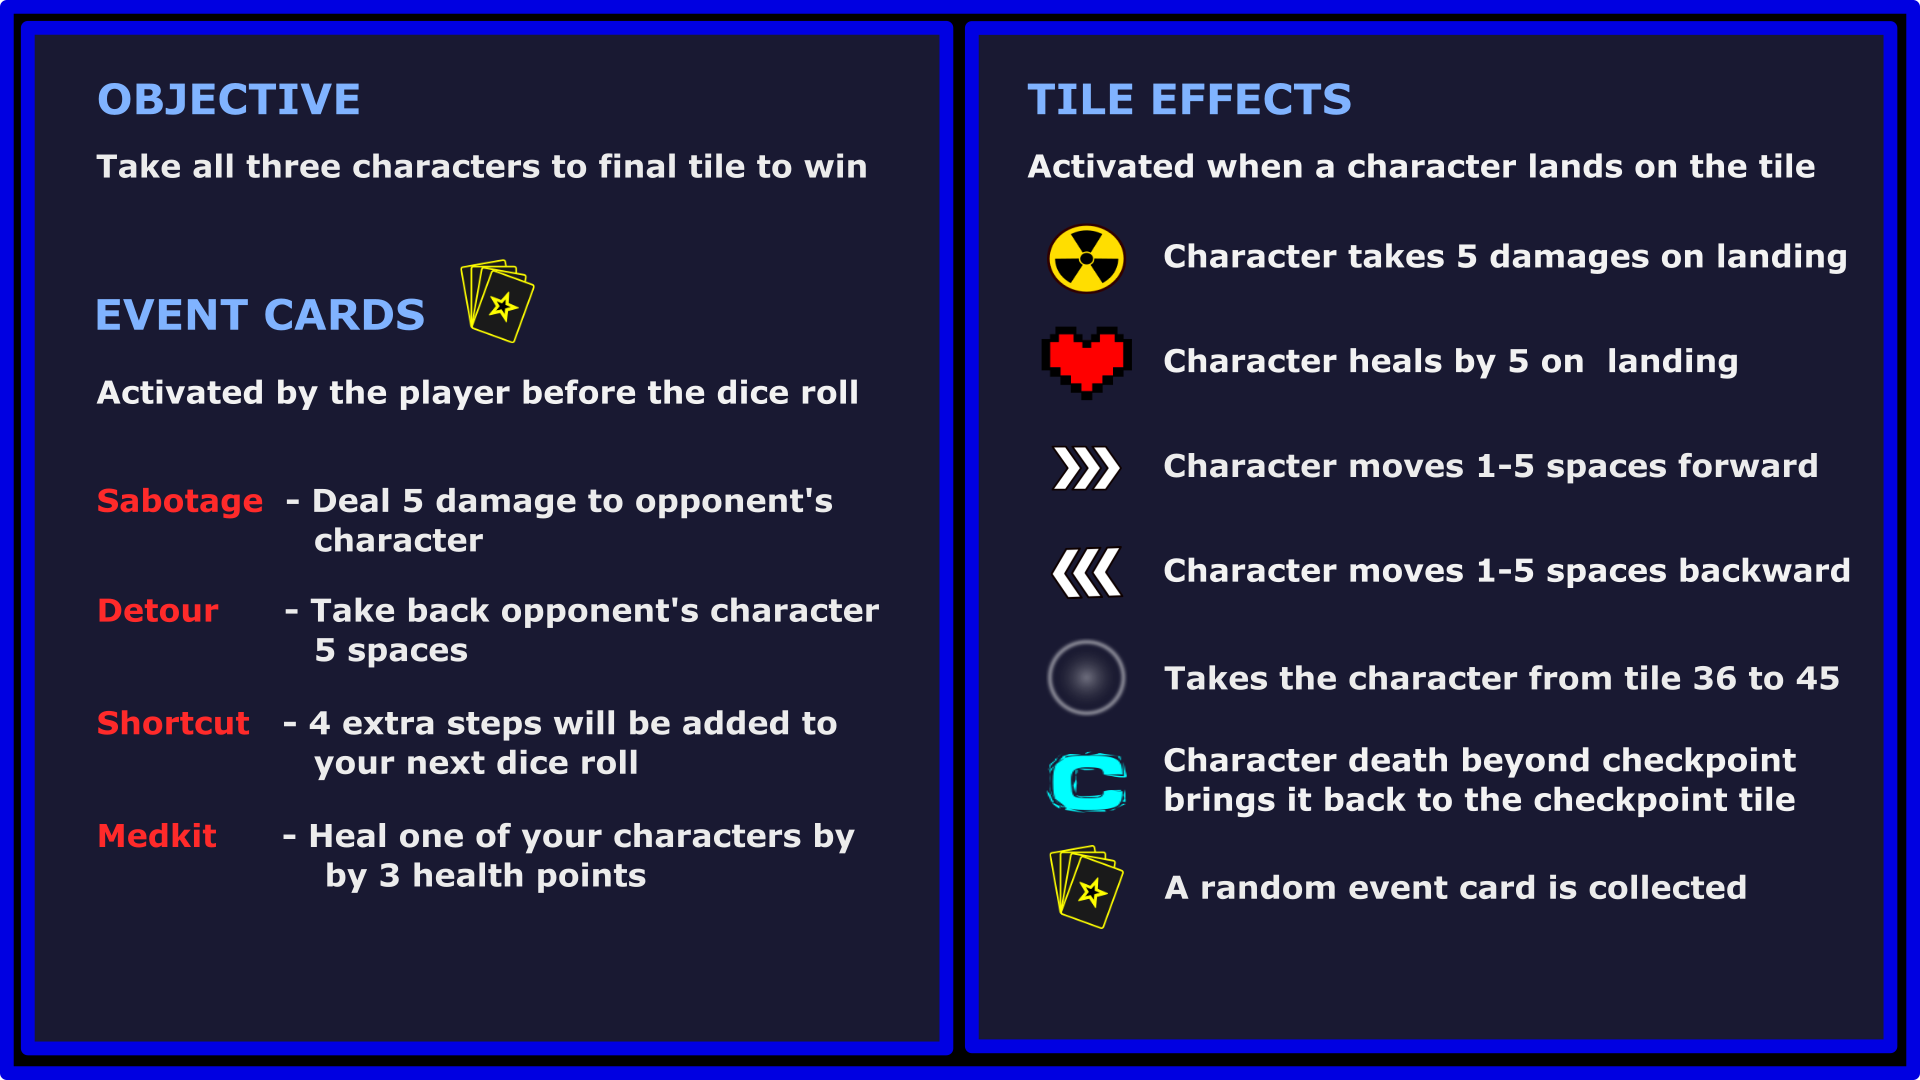 OBJECTIVE
Take all three characters to final tile to win
EVENT CARDS
Activated by the player before the dice roll
Sabotage - Deal 5 damage to opponent's
character
Detour - Take back opponent's character
5 spaces
Shortcut - 4 extra steps will be added to
your next dice roll
Medkit - Heal one of your characters by
by 3 health points
TILE EFFECTS
Activated when a character lands on the tile
Character takes 5 damages on landing
Character heals by 5 on landing
Character moves 1-5 spaces forward
Character moves 1-5 spaces backward
Takes the character from tile 36 to 45
C
Character death beyond checkpoint
brings it back to the checkpoint tile
A random event card is collected